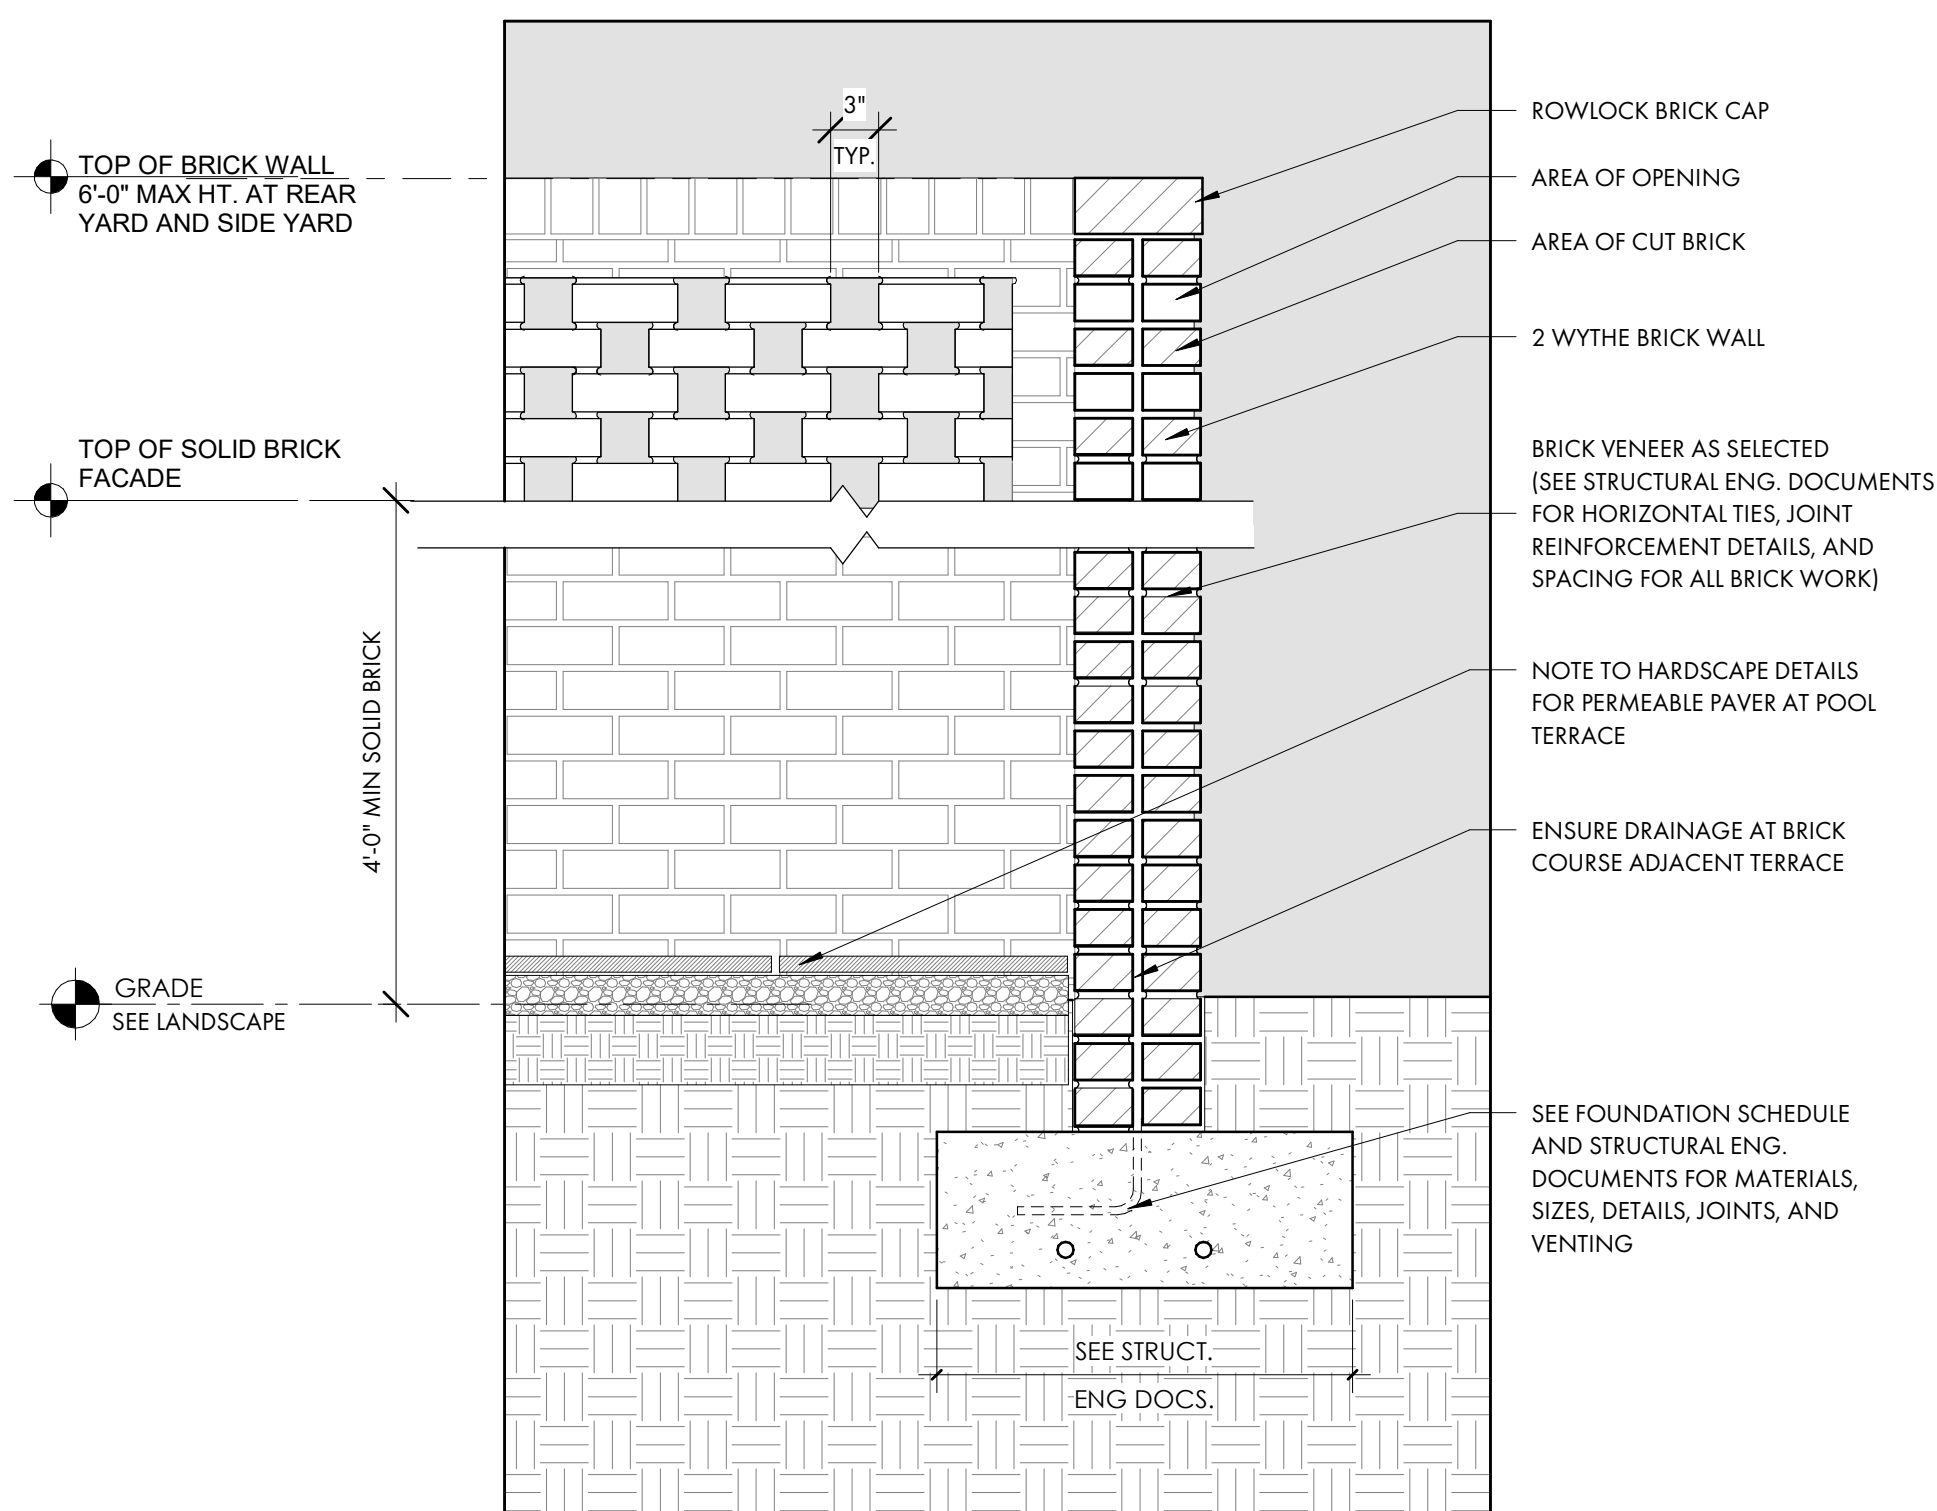 3"
TYP.
TOP OF BRICK WALL
6'-0" MAX HT. AT REAR
YARD AND SIDE YARD
TOP OF SOLID BRICK
FACADE
4'-0" MIN SOLID BRICK
GRADE
SEE LANDSCAPE
ROWLOCK BRICK CAP
AREA OF OPENING
AREA OF CUT BRICK
2 WYTHE BRICK WALL
BRICK VENEER AS SELECTED
(SEE STRUCTURAL ENG. DOCUMENTS
FOR HORIZONTAL TIES, JOINT
REINFORCEMENT DETAILS, AND
SPACING FOR ALL BRICK WORK)
NOTE TO HARDSCAPE DETAILS
FOR PERMEABLE PAVER AT POOL
TERRACE
ENSURE DRAINAGE AT BRICK
COURSE ADJACENT TERRACE
SEE FOUNDATION SCHEDULE
AND STRUCTURAL ENG.
DOCUMENTS FOR MATERIALS,
SIZES, DETAILS, JOINTS, AND
VENTING
SEE STRUCT.
ENG DOCS.